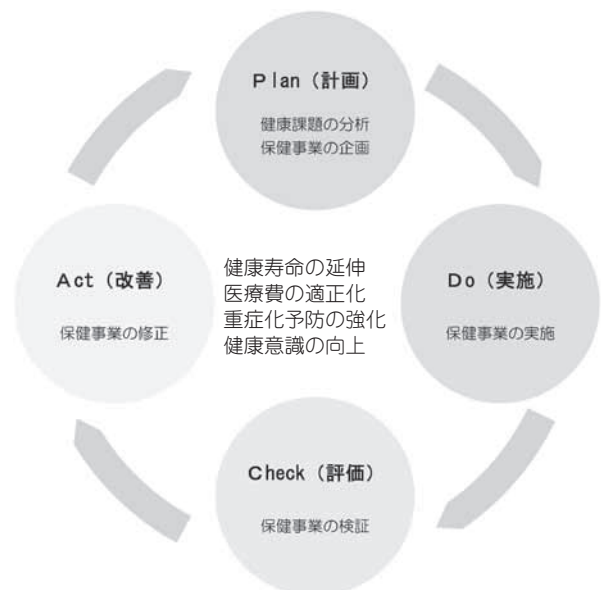 Plan（計画）
健康課題の分析
保健事業の企画
Act（改善）
保健事業の修正
健康寿命の延伸
医療費の適正化
重症化予防の強化
健康意識の向上
Do（実施）
保健事業の実施
Check（評価）
保健事業の検証